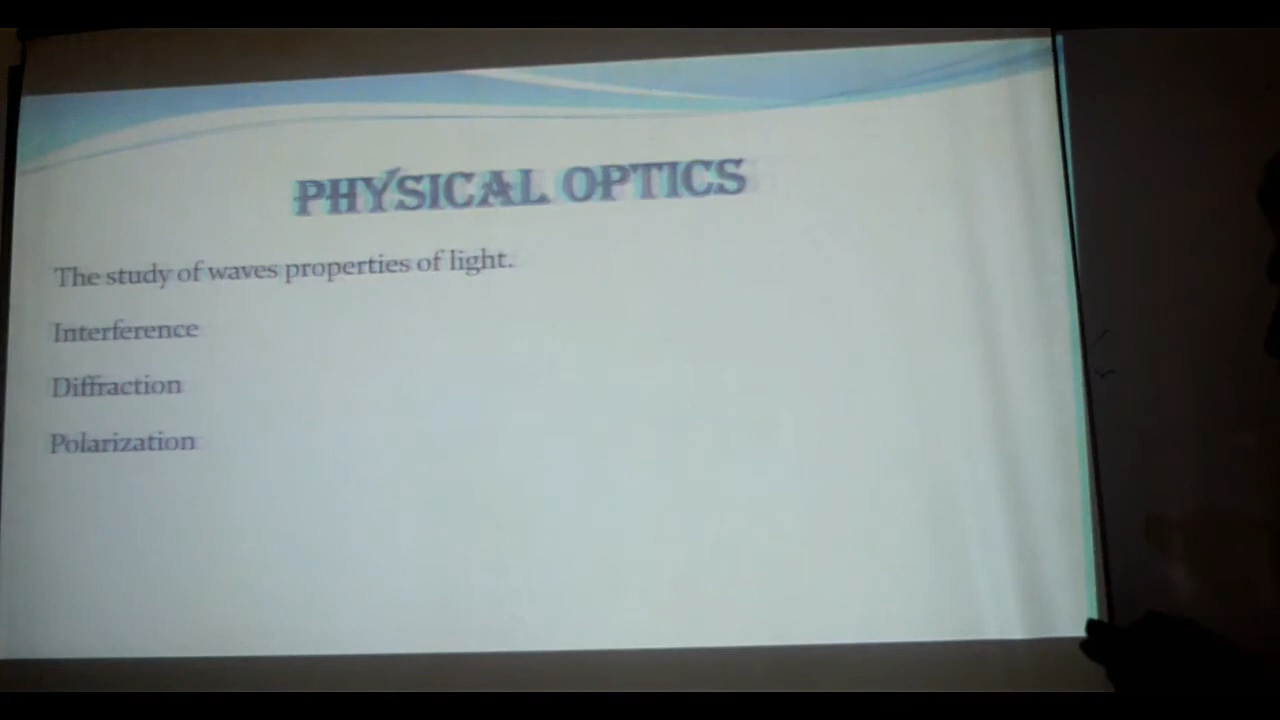 PHYSICAL OPTICS
The study of waves properties of light.
Interference
Diffraction
Polarization